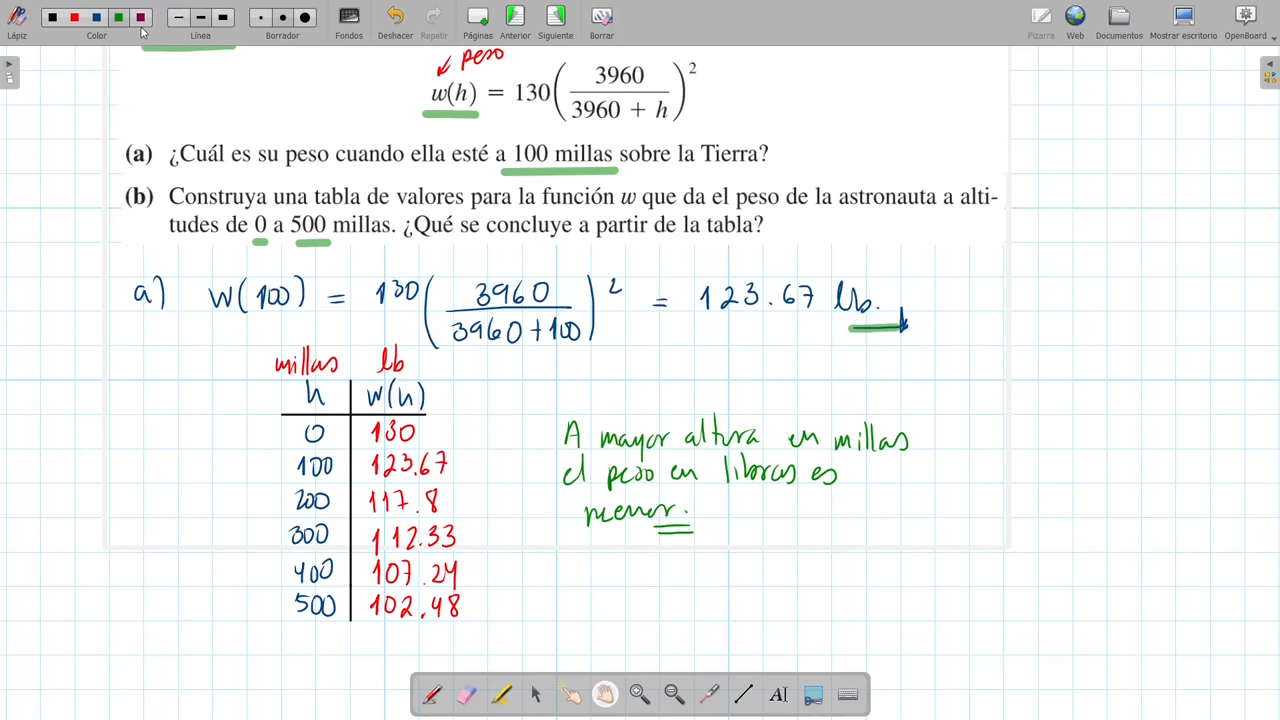 Lápiz Color Línea Borrador Fondos Deshacer Repetir Páginas Anterior Siguiente Borrar Pizarra Web Documentos Mostrar escritorio OpenBoard
peso
w(h) = 130(3960/(3960 + h))²
(a) ¿Cuál es su peso cuando ella esté a 100 millas sobre la Tierra?
(b) Construya una tabla de valores para la función w que da el peso de la astronauta a alti-
tudes de 0 a 500 millas. ¿Qué se concluye a partir de la tabla?
a) W(100) = 130(3960/(3960+100))² = 123.67 lb.
millas lb
h W(h)
0 130
100 123.67
200 117.8
300 112.33
400 107.24
500 102.48
A mayor altura en millas
el peso en libras es
menor.
AI